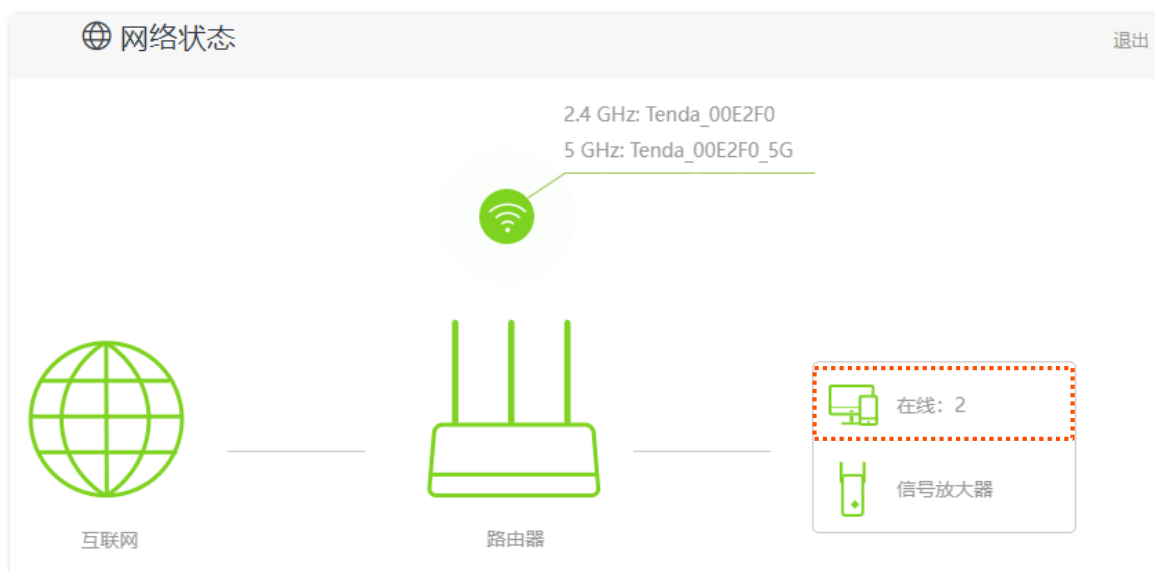 网络状态
退出
2.4 GHz: Tenda_00E2F0
5 GHz: Tenda_00E2F0_5G
在线：2
信号放大器
互联网
路由器